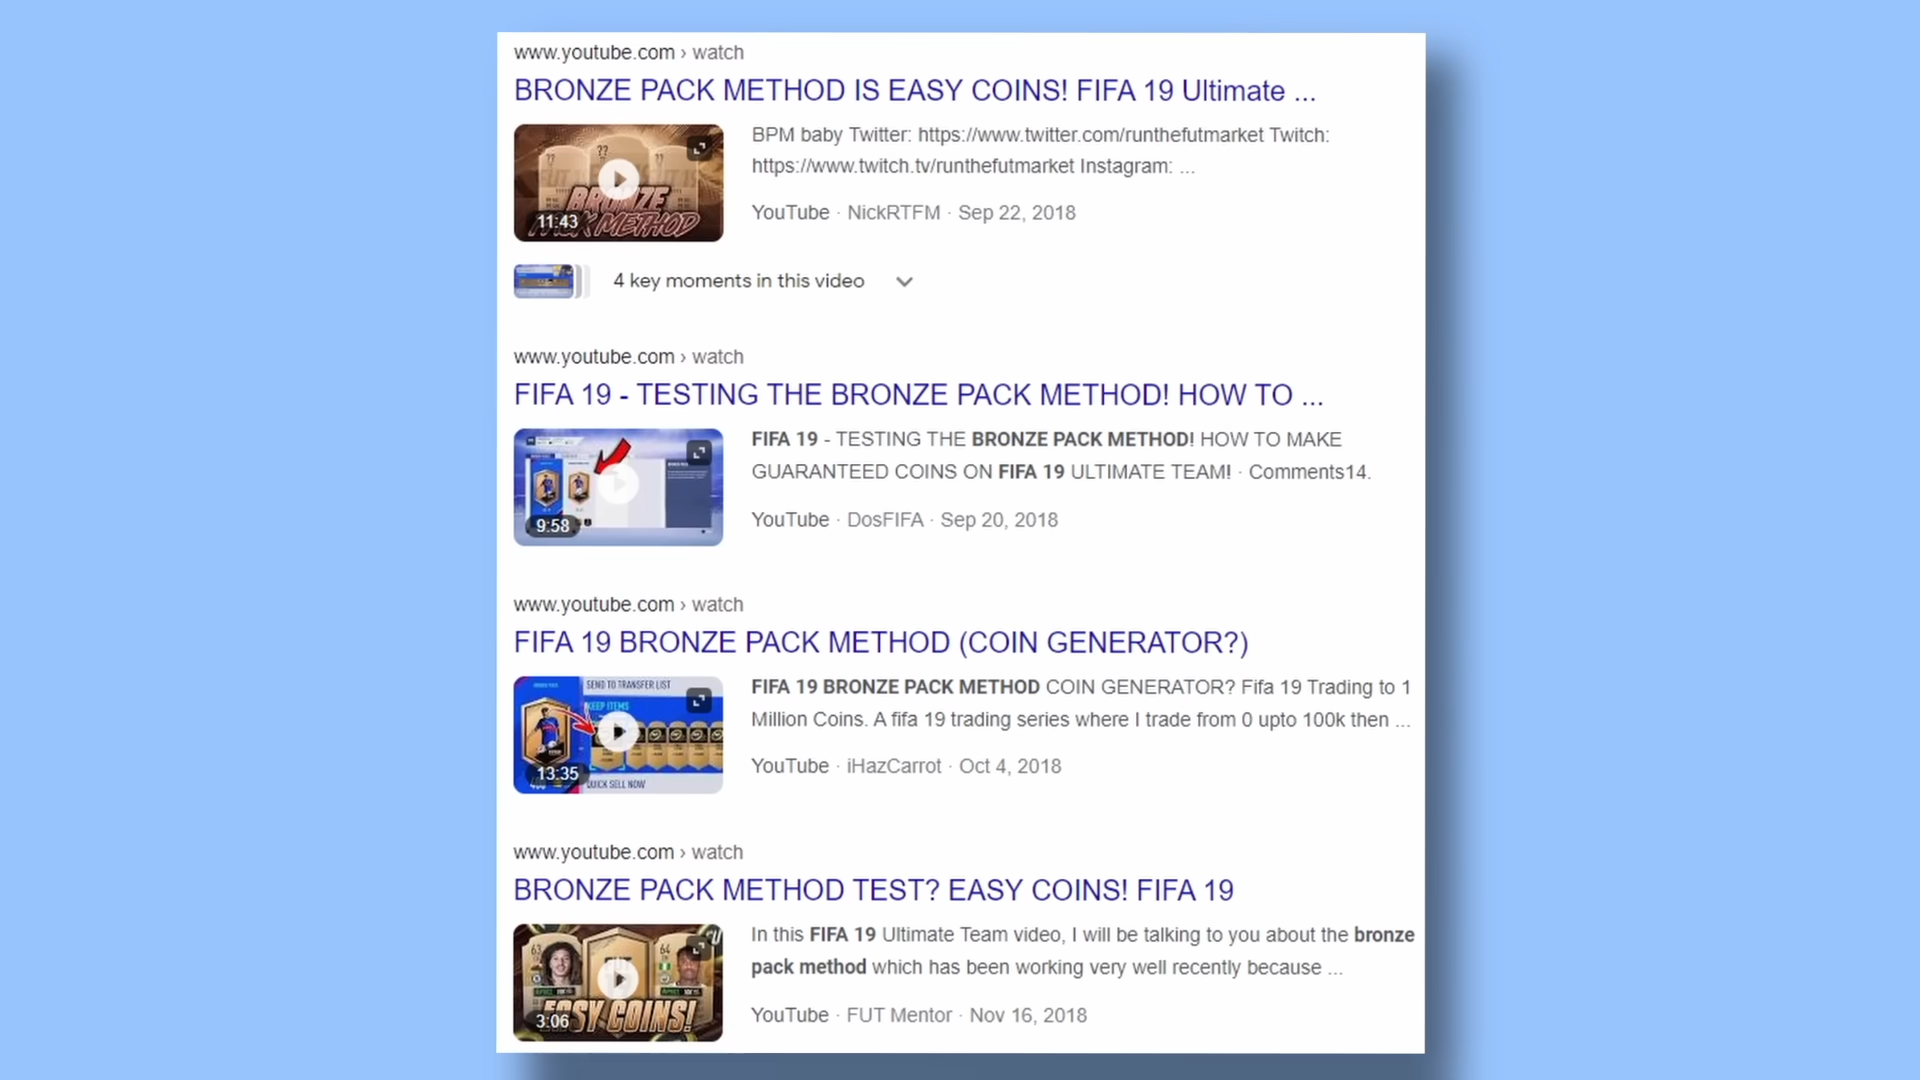 www.youtube.com › watch
BRONZE PACK METHOD IS EASY COINS! FIFA 19 Ultimate ...
BPM baby Twitter: https://www.twitter.com/runthefutmarket Twitch:
https://www.twitch.tv/runthefutmarket Instagram: ...
BRONZE
PACK METHOD
11:43
YouTube · NickRTFM · Sep 22, 2018
4 key moments in this video
www.youtube.com › watch
FIFA 19 - TESTING THE BRONZE PACK METHOD! HOW TO ...
FIFA 19 - TESTING THE BRONZE PACK METHOD! HOW TO MAKE
GUARANTEED COINS ON FIFA 19 ULTIMATE TEAM! · Comments14.
9:58
YouTube · DosFIFA · Sep 20, 2018
www.youtube.com › watch
FIFA 19 BRONZE PACK METHOD (COIN GENERATOR?)
SEND TO TRANSFER LIST
KEEP ITEMS
13:35
QUICK SELL NOW
FIFA 19 BRONZE PACK METHOD COIN GENERATOR? Fifa 19 Trading to 1
Million Coins. A fifa 19 trading series where I trade from 0 upto 100k then ...
YouTube · iHazCarrot · Oct 4, 2018
www.youtube.com › watch
BRONZE PACK METHOD TEST? EASY COINS! FIFA 19
63
64
EASY COINS!
3:06
In this FIFA 19 Ultimate Team video, I will be talking to you about the bronze
pack method which has been working very well recently because ...
YouTube · FUT Mentor · Nov 16, 2018